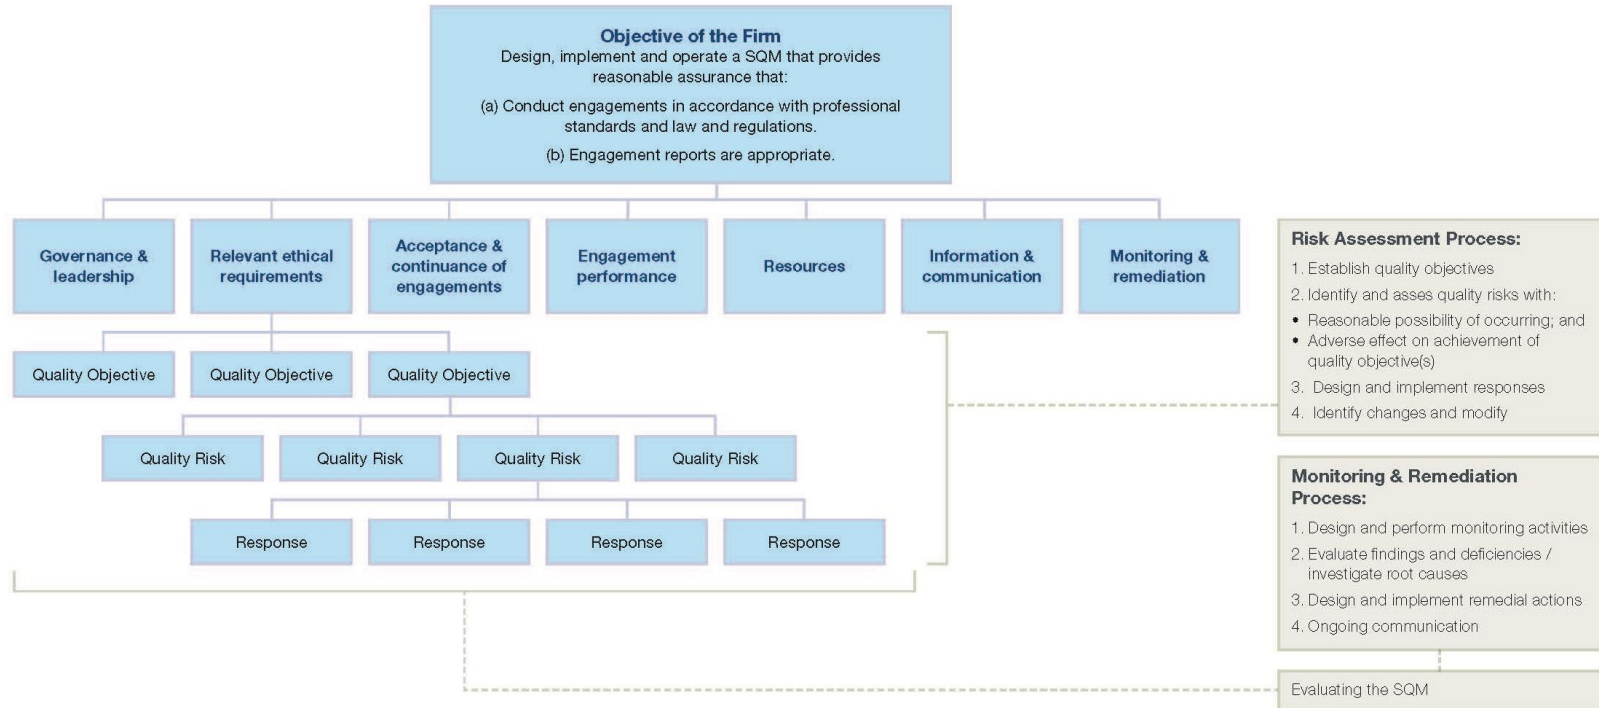 Objective of the Firm
Design, implement and operate a SQM that provides
reasonable assurance that:
(a) Conduct engagements in accordance with professional
standards and law and regulations.
(b) Engagement reports are appropriate.
Governance &
leadership
Relevant ethical
requirements
Acceptance &
continuance of
engagements
Engagement
performance
Resources
Information &
communication
Monitoring &
remediation
Quality Objective
Quality Objective
Quality Objective
Quality Risk
Quality Risk
Quality Risk
Quality Risk
Response
Response
Response
Response
Risk Assessment Process:
1. Establish quality objectives
2. Identify and asses quality risks with:
• Reasonable possibility of occurring; and
• Adverse effect on achievement of
quality objective(s)
3. Design and implement responses
4. Identify changes and modify
Monitoring & Remediation
Process:
1. Design and perform monitoring activities
2. Evaluate findings and deficiencies /
investigate root causes
3. Design and implement remedial actions
4. Ongoing communication
Evaluating the SQM